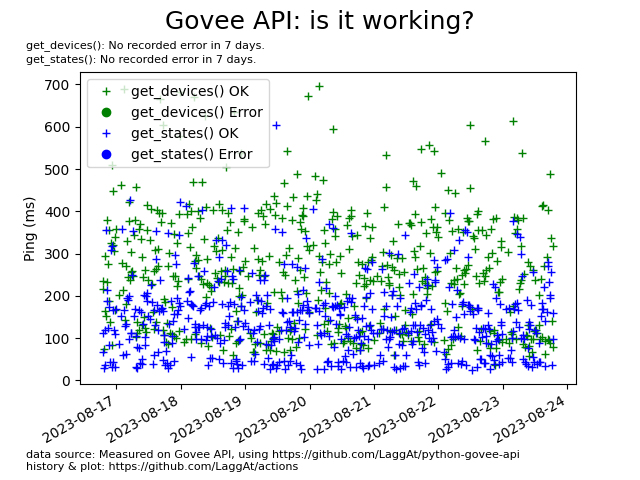 Govee API: is it working?
get_devices(): No recorded error in 7 days.
get_states(): No recorded error in 7 days.
get_devices() OK
get_devices() Error
get_states() OK
get_states() Error
Ping (ms)
700
600
500
400
300
200
100
0
2023-08-17
2023-08-18
2023-08-19
2023-08-20
2023-08-21
2023-08-22
2023-08-23
2023-08-24
data source: Measured on Govee API, using https://github.com/LaggAt/python-govee-api
history & plot: https://github.com/LaggAt/actions